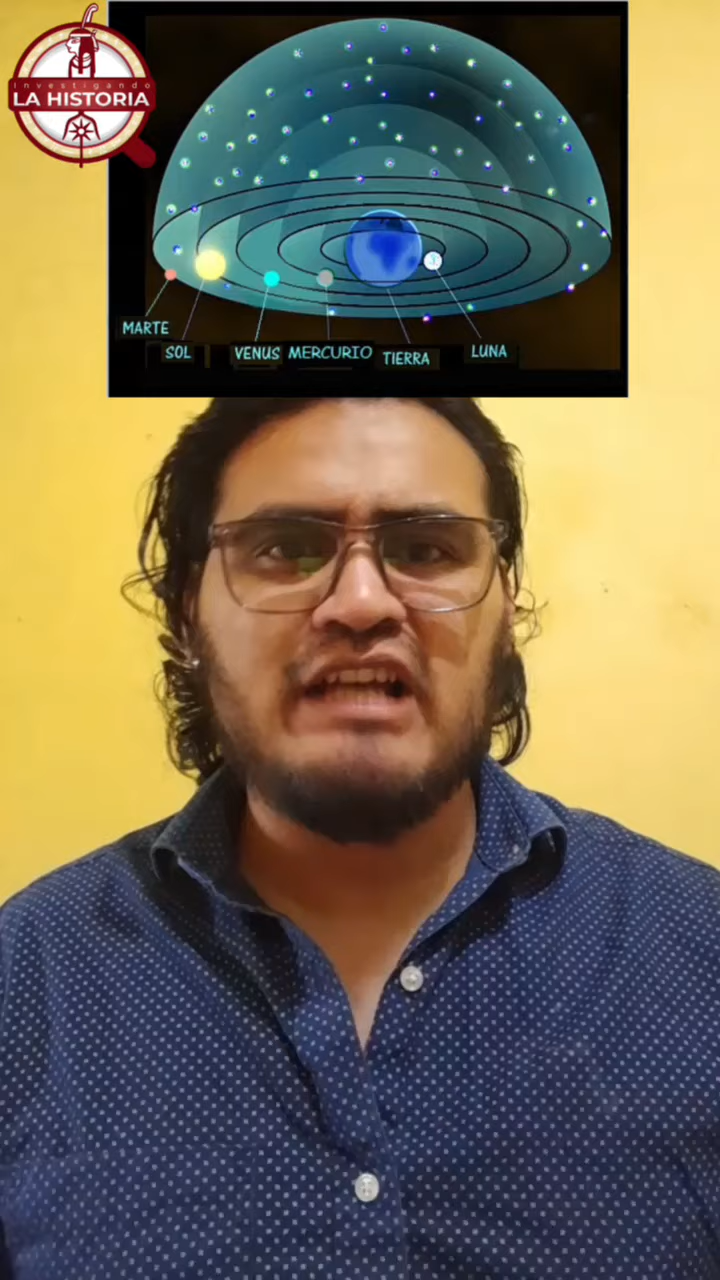 Investigando
LA HISTORIA
MARTE
SOL
VENUS
MERCURIO
TIERRA
LUNA